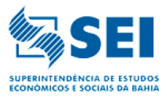 SEI
SUPERINTENDÊNCIA DE ESTUDOS
ECONÔMICOS E SOCIAIS DA BAHIA